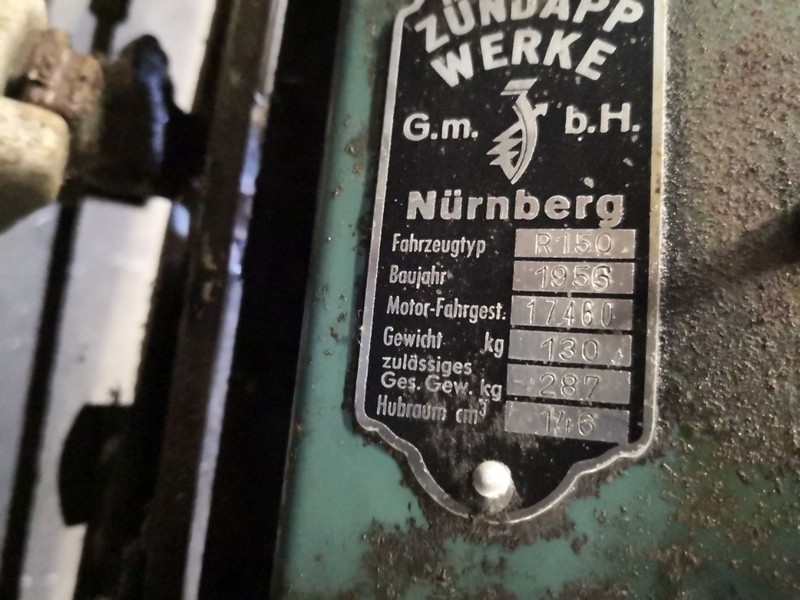 ZÜNDAPP
WERKE
G.m. b.H.
Nürnberg
Fahrzeugtyp R150
Baujahr 1956
Motor-Fahrgest. 17460
Gewicht kg 130
zulässiges
Ges. Gew. kg 287
Hubraum cm³ 146